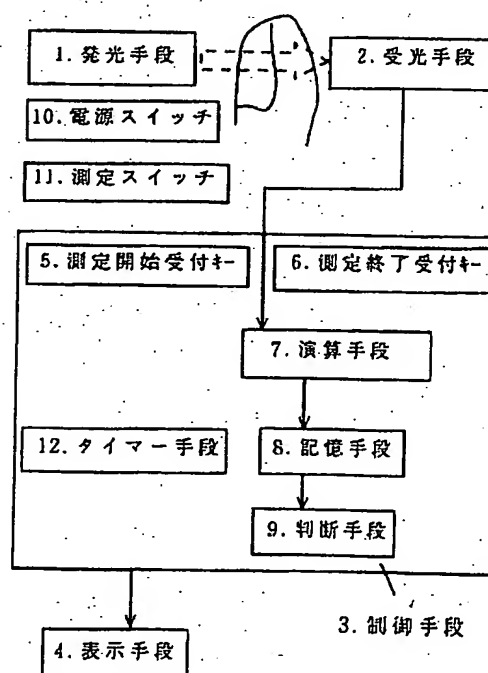 1. 発光手段
2. 受光手段
10. 電源スイッチ
11. 測定スイッチ
5. 測定開始受付キー
6. 測定終了受付キー
7. 演算手段
12. タイマー手段
8. 記憶手段
9. 判断手段
3. 制御手段
4. 表示手段